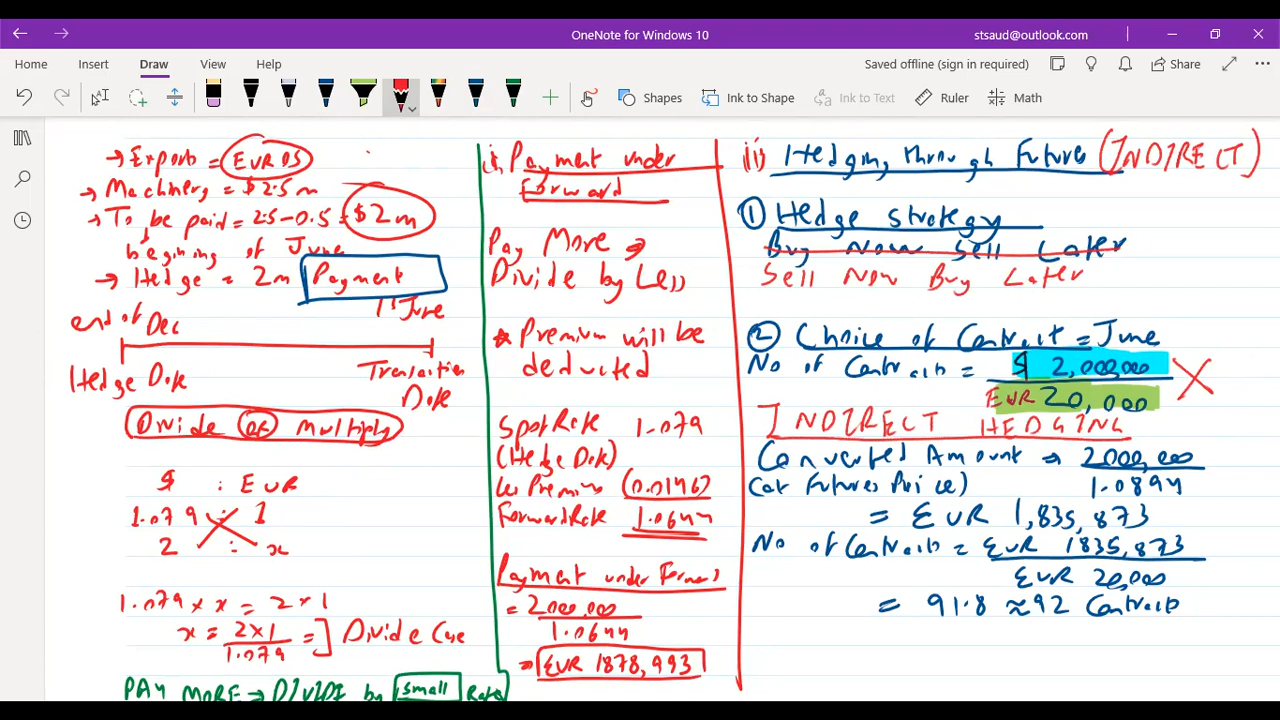 OneNote for Windows 10
stsaud@outlook.com
Home Insert Draw View Help
Saved offline (sign in required)
Share
Shapes
Ink to Shape
Ink to Text
Ruler
Math
→ Exports = EUROS
→ Machinery = $2.5m
→ To be paid = 2.5-0.5 = $2m
begining of June
→ Hedge = 2m Payment
1st June
end of Dec
Transaction
Hedge Date
Date
Divide or multiply
$ : EUR
1.079 : 1
2 : x
1.079 x x = 2 x 1
x = 2x1 = ] Divide Case
1.079
PAY MORE → DIVIDE by small Rate
i) Payment under
Forward
Pay More →
Divide by Less
* Premium will be
deducted
Spot Rate 1.079
(Hedge Date)
Less Premium (0.0146)
Forward Rate 1.0644
Payment under Forward
= 2000,000
1.0644
→ EUR 1878,993
ii) Hedging through Future (INDIRECT)
① Hedge Strategy
Buy Now Sell Later
Sell Now Buy Later
② Choice of Contract = June
No of Contracts = $ 2,000,000
EUR 20,000
INDIRECT HEDGING
Converted Amount → 2000,000
(at Futures Price) 1.0894
= EUR 1,835,873
No of Contracts = EUR 1835,873
EUR 20,000
= 91.8 ≈ 92 Contracts